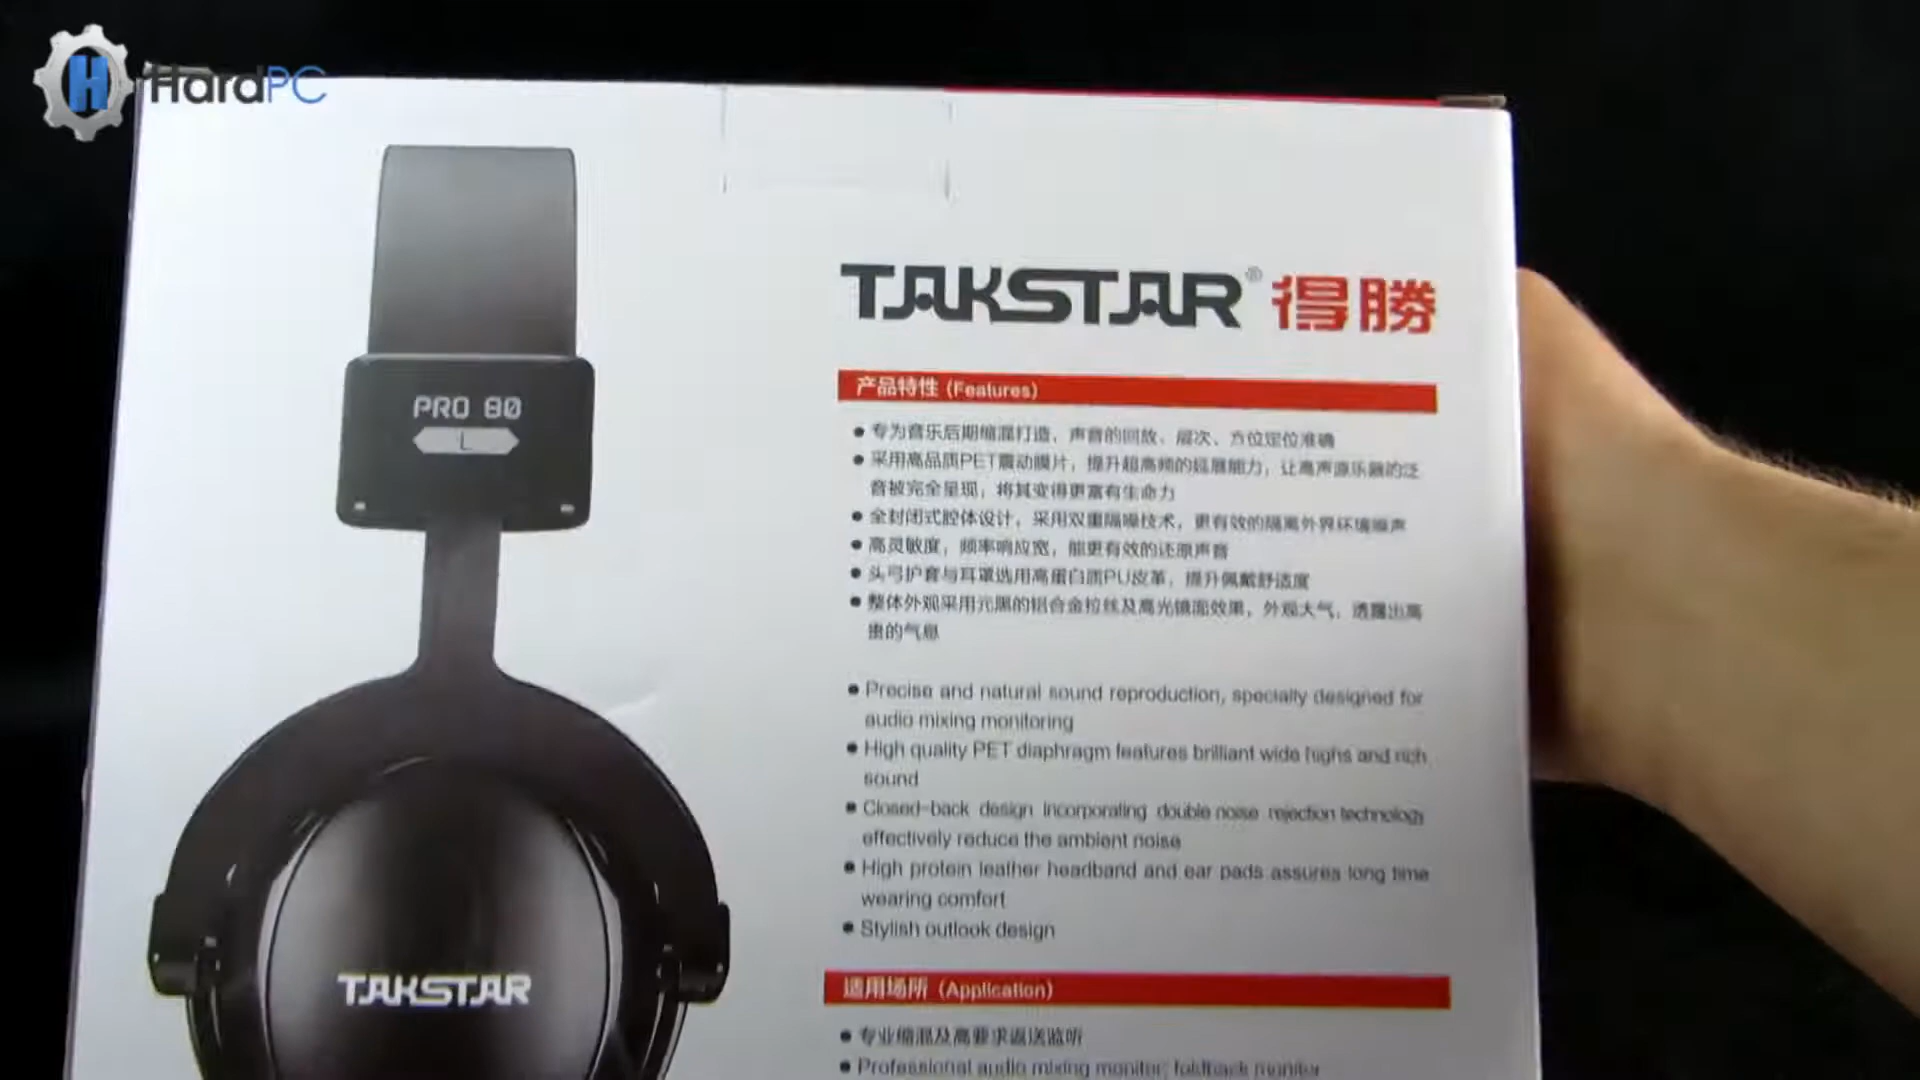 HardPC
TAKSTAR® 得勝
PRO 80
L
产品特性 (Features)
● 专为音乐后期缩混打造，声音的回放、层次、方位定位准确
● 采用高品质PET震动膜片，提升超高频的延展能力，让高声源乐器的泛
音被完全呈现，将其变得更富有生命力
● 全封闭式腔体设计，采用双重隔噪技术，更有效的隔离外界环境噪声
● 高灵敏度，频率响应宽，能更有效的还原声音
● 头弓护套与耳罩选用高蛋白质PU皮革，提升佩戴舒适度
● 整体外观采用元黑的铝合金拉丝及高光镜面效果，外观大气，透露出高
贵的气息
● Precise and natural sound reproduction, specially designed for
audio mixing monitoring
● High quality PET diaphragm features brilliant wide highs and rich
sound
● Closed-back design incorporating double noise rejection technology
effectively reduce the ambient noise
● High protein leather headband and ear pads assures long time
wearing comfort
● Stylish outlook design
TAKSTAR
适用场所 (Application)
● 专业缩混及高要求返送监听
● Professional audio mixing monitor; foldback monitor